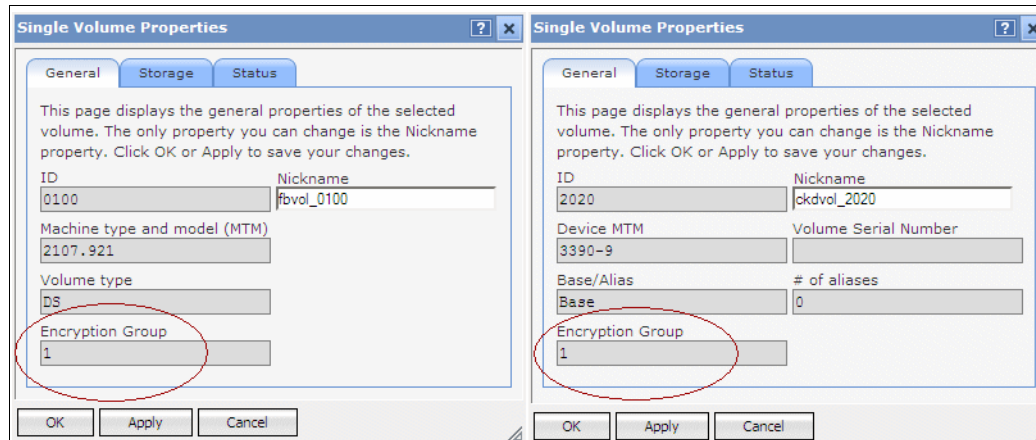 Single Volume Properties ? x
General Storage Status
This page displays the general properties of the selected
volume. The only property you can change is the Nickname
property. Click OK or Apply to save your changes.
ID Nickname
0100 fbvol_0100
Machine type and model (MTM)
2107.921
Volume type
DS
Encryption Group
1
OK Apply Cancel
Single Volume Properties ? x
General Storage Status
This page displays the general properties of the selected
volume. The only property you can change is the Nickname
property. Click OK or Apply to save your changes.
ID Nickname
2020 ckdvol_2020
Device MTM Volume Serial Number
3390-9
Base/Alias # of aliases
Base 0
Encryption Group
1
OK Apply Cancel